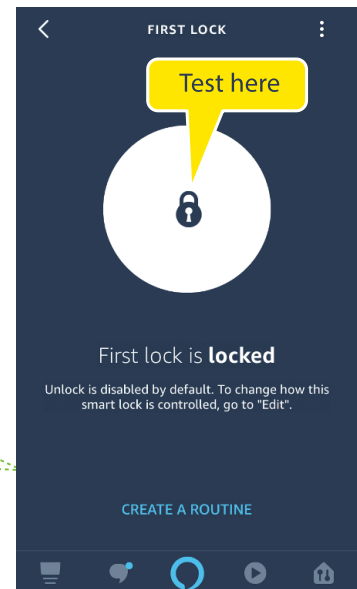 FIRST LOCK
Test here
First lock is locked
Unlock is disabled by default. To change how this
smart lock is controlled, go to "Edit".
CREATE A ROUTINE